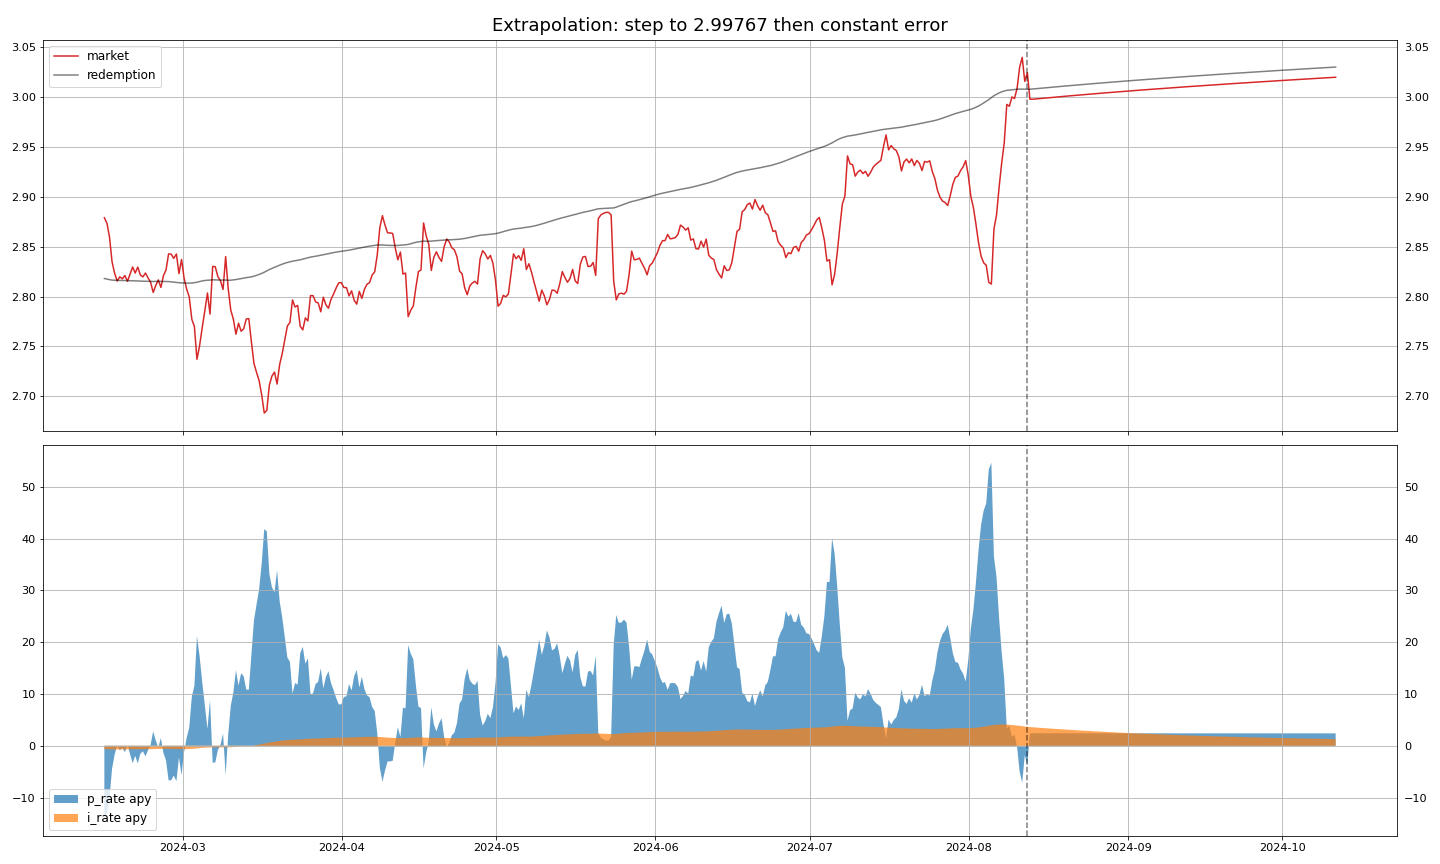 Extrapolation: step to 2.99767 then constant error
market
redemption
3.05 3.05
3.00 3.00
2.95 2.95
2.90 2.90
2.85 2.85
2.80 2.80
2.75 2.75
2.70 2.70
50 50
40 40
30 30
20 20
10 10
0 0
−10 −10
p_rate apy
i_rate apy
2024-03 2024-04 2024-05 2024-06 2024-07 2024-08 2024-09 2024-10